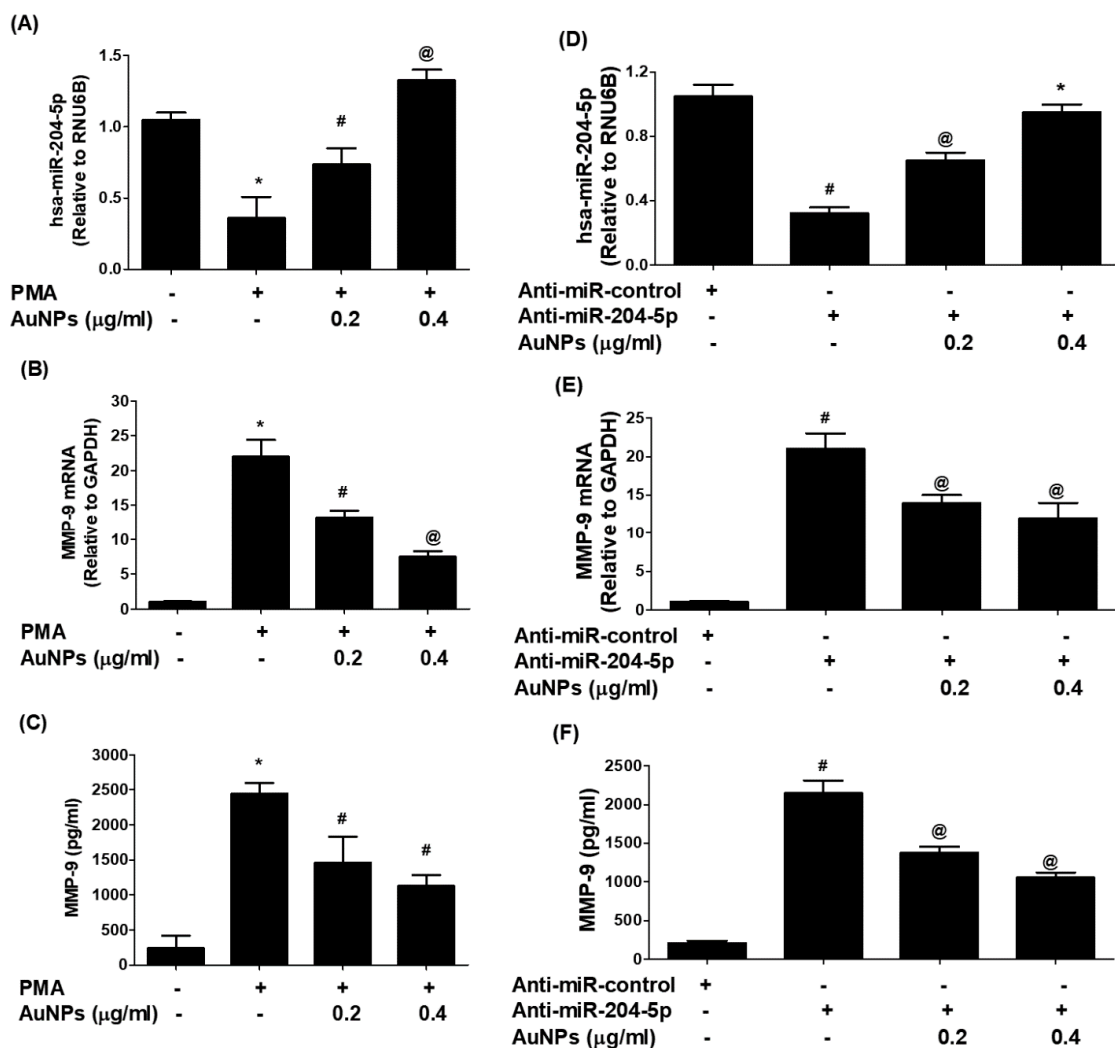 (A)
hsa-miR-204-5p
(Relative to RNU6B)
1.5
1.0
0.5
0.0
*
#
@
PMA - + + +
AuNPs (μg/ml) - - 0.2 0.4
(B)
MMP-9 mRNA
(Relative to GAPDH)
30
25
20
15
10
5
0
*
#
@
PMA - + + +
AuNPs (μg/ml) - - 0.2 0.4
(C)
MMP-9 (pg/ml)
3000
2500
2000
1500
1000
500
0
*
#
#
PMA - + + +
AuNPs (μg/ml) - - 0.2 0.4
(D)
hsa-miR-204-5p
(Relative to RNU6B)
1.2
0.8
0.4
0.0
#
@
*
Anti-miR-control + - - -
Anti-miR-204-5p - + + +
AuNPs (μg/ml) - - 0.2 0.4
(E)
MMP-9 mRNA
(Relative to GAPDH)
25
20
15
10
5
0
#
@
@
Anti-miR-control + - - -
Anti-miR-204-5p - + + +
AuNPs (μg/ml) - - 0.2 0.4
(F)
MMP-9 (pg/ml)
2500
2000
1500
1000
500
0
#
@
@
Anti-miR-control + - - -
Anti-miR-204-5p - + + +
AuNPs (μg/ml) - - 0.2 0.4